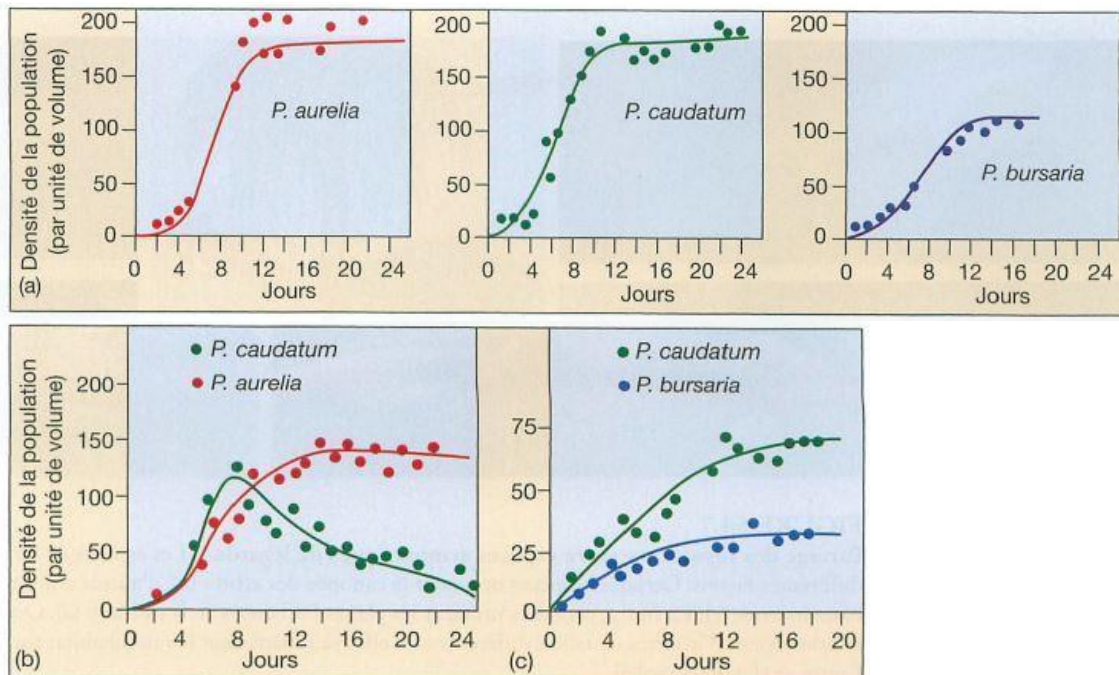 Densité de la population
(par unité de volume)
200
150
100
50
0
P. aurelia
0 4 8 12 16 20 24
Jours
(a)
200
150
100
50
0
P. caudatum
0 4 8 12 16 20 24
Jours
200
150
100
50
0
P. bursaria
0 4 8 12 16 20 24
Jours
Densité de la population
(par unité de volume)
P. caudatum
P. aurelia
200
150
100
50
0
0 4 8 12 16 20 24
Jours
(b)
P. caudatum
P. bursaria
75
50
25
0
0 4 8 12 16 20
Jours
(c)